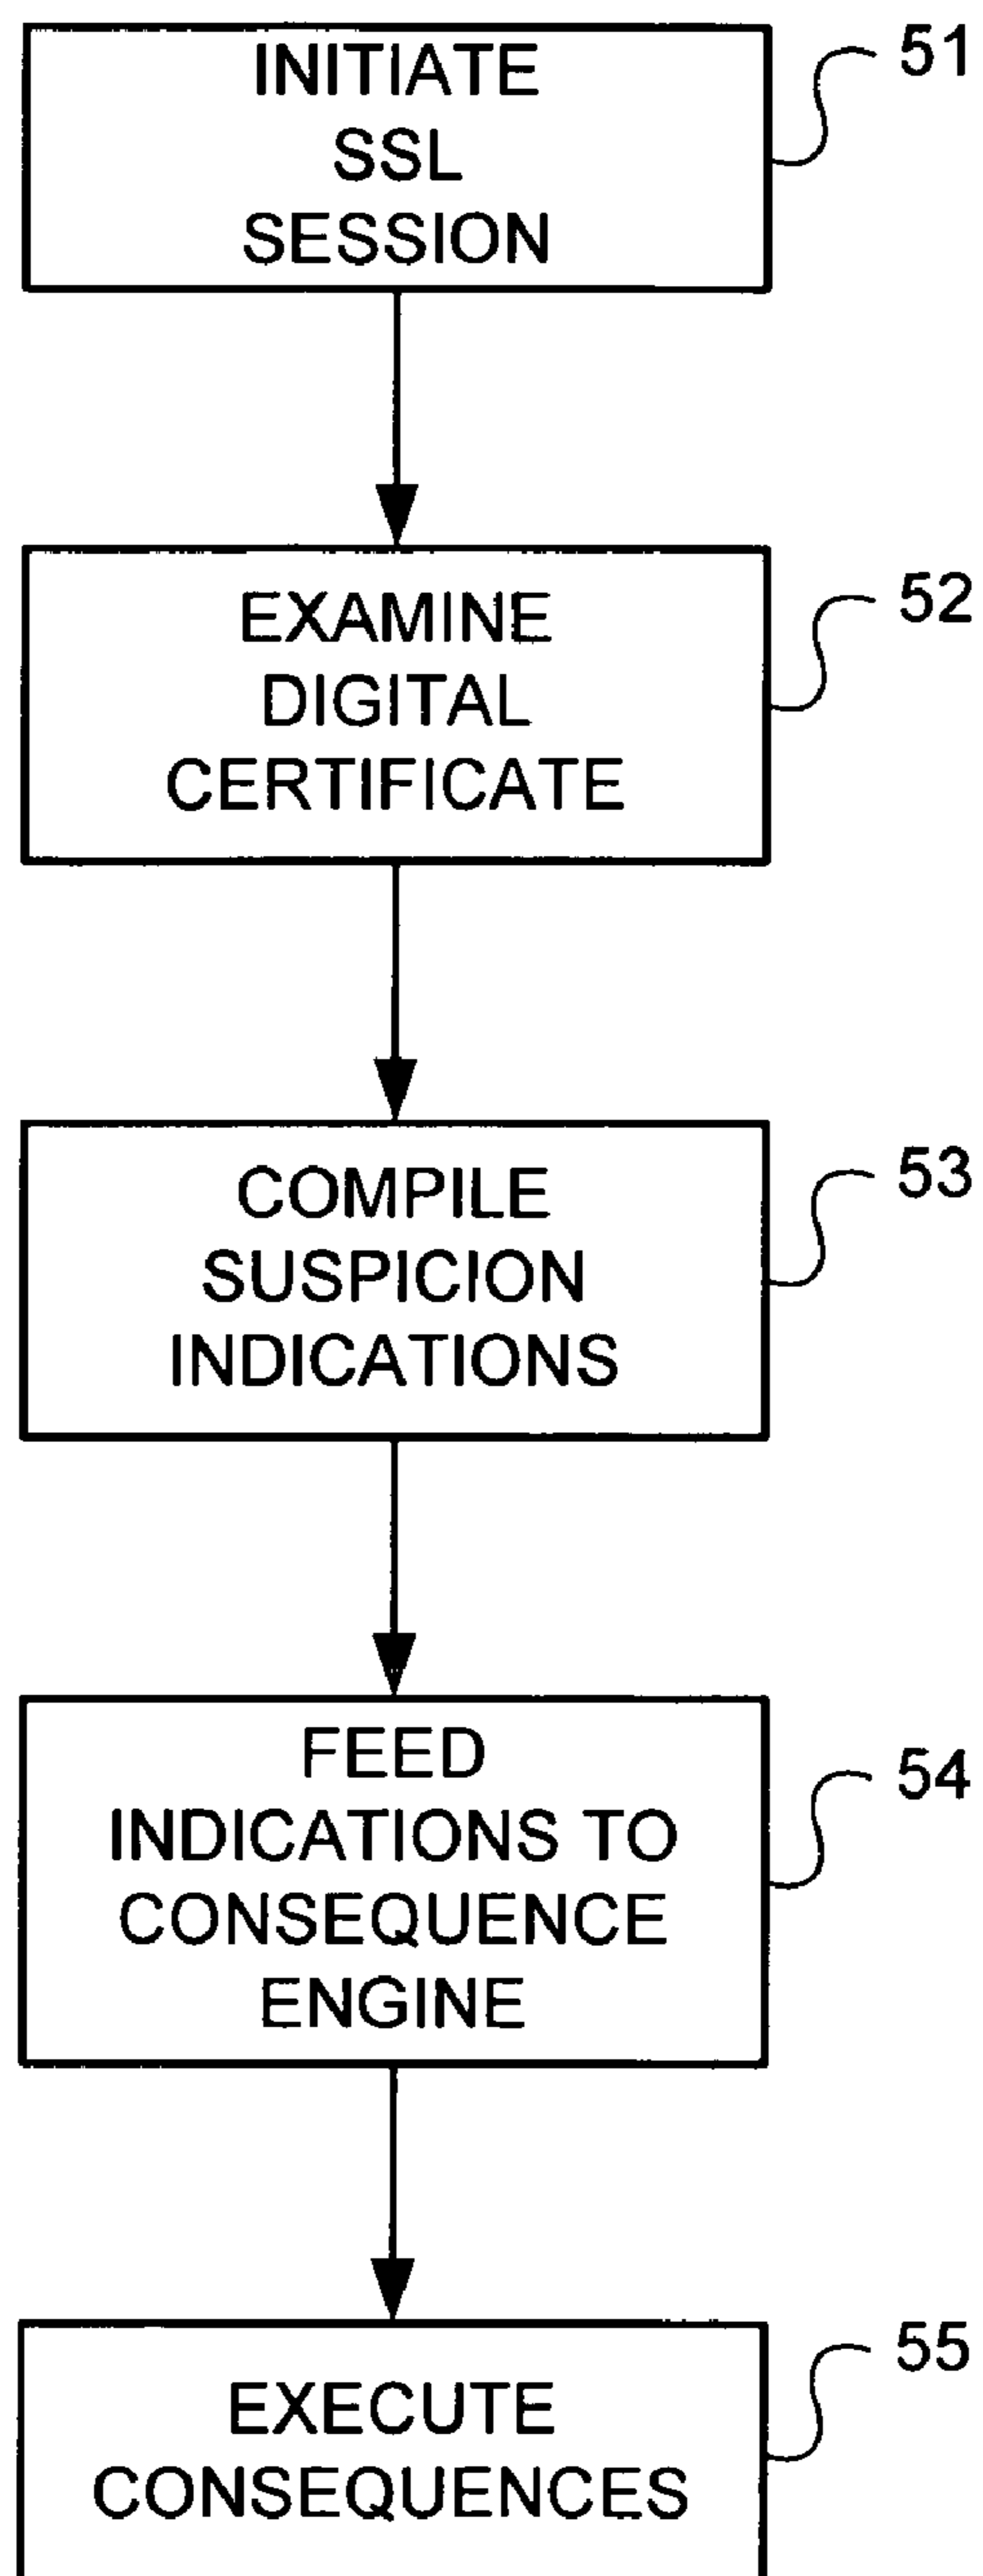 INITIATE
SSL
SESSION
51
EXAMINE
DIGITAL
CERTIFICATE
52
COMPILE
SUSPICION
INDICATIONS
53
FEED
INDICATIONS TO
CONSEQUENCE
ENGINE
54
EXECUTE
CONSEQUENCES
55